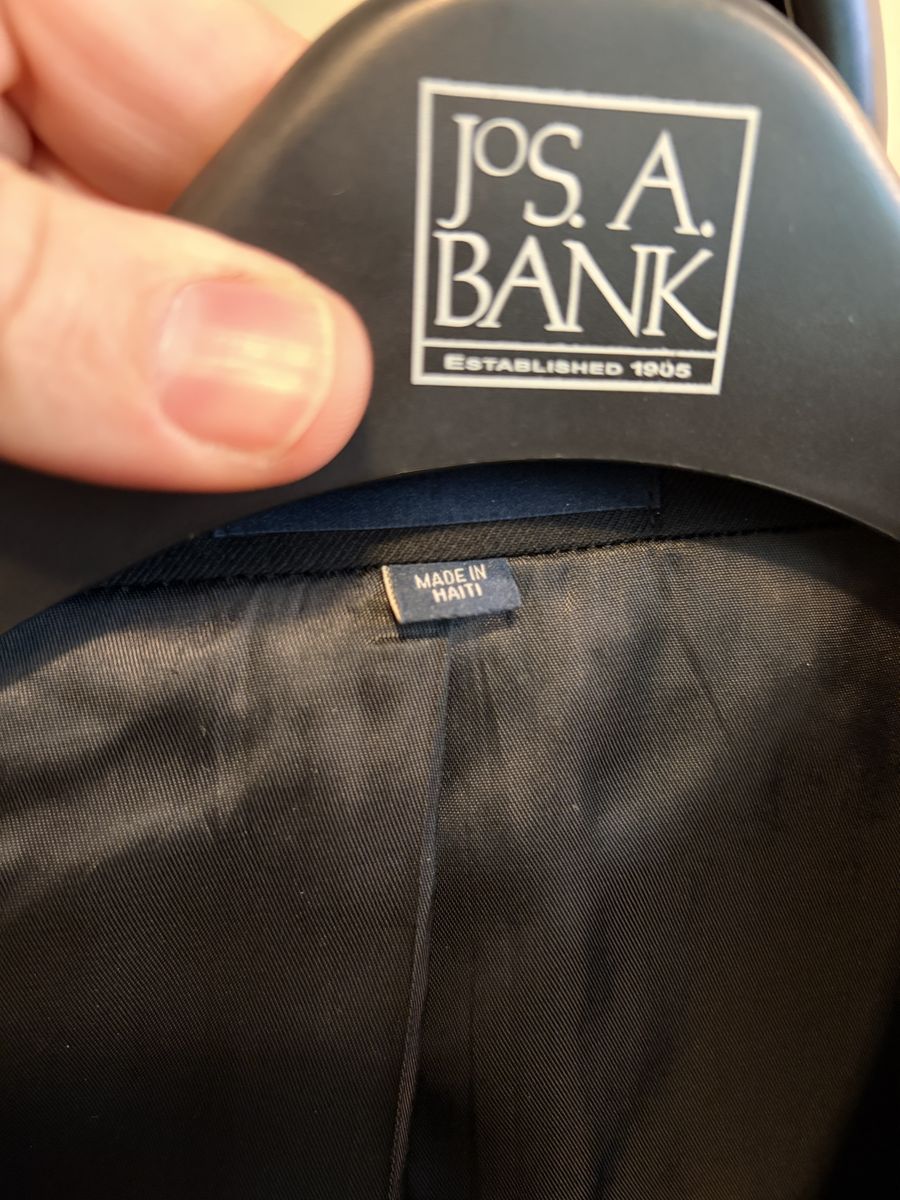 JOS. A.
BANK
ESTABLISHED 1905
MADE IN
HAITI